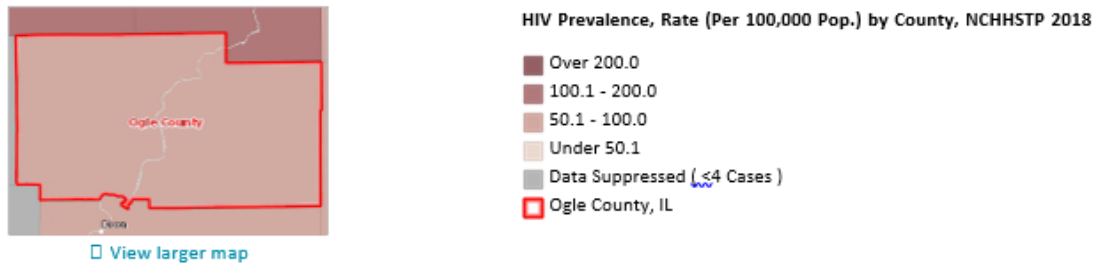 Ogle County
Dixon
View larger map
HIV Prevalence, Rate (Per 100,000 Pop.) by County, NCHHSTP 2018
Over 200.0
100.1 - 200.0
50.1 - 100.0
Under 50.1
Data Suppressed ( <4 Cases )
Ogle County, IL